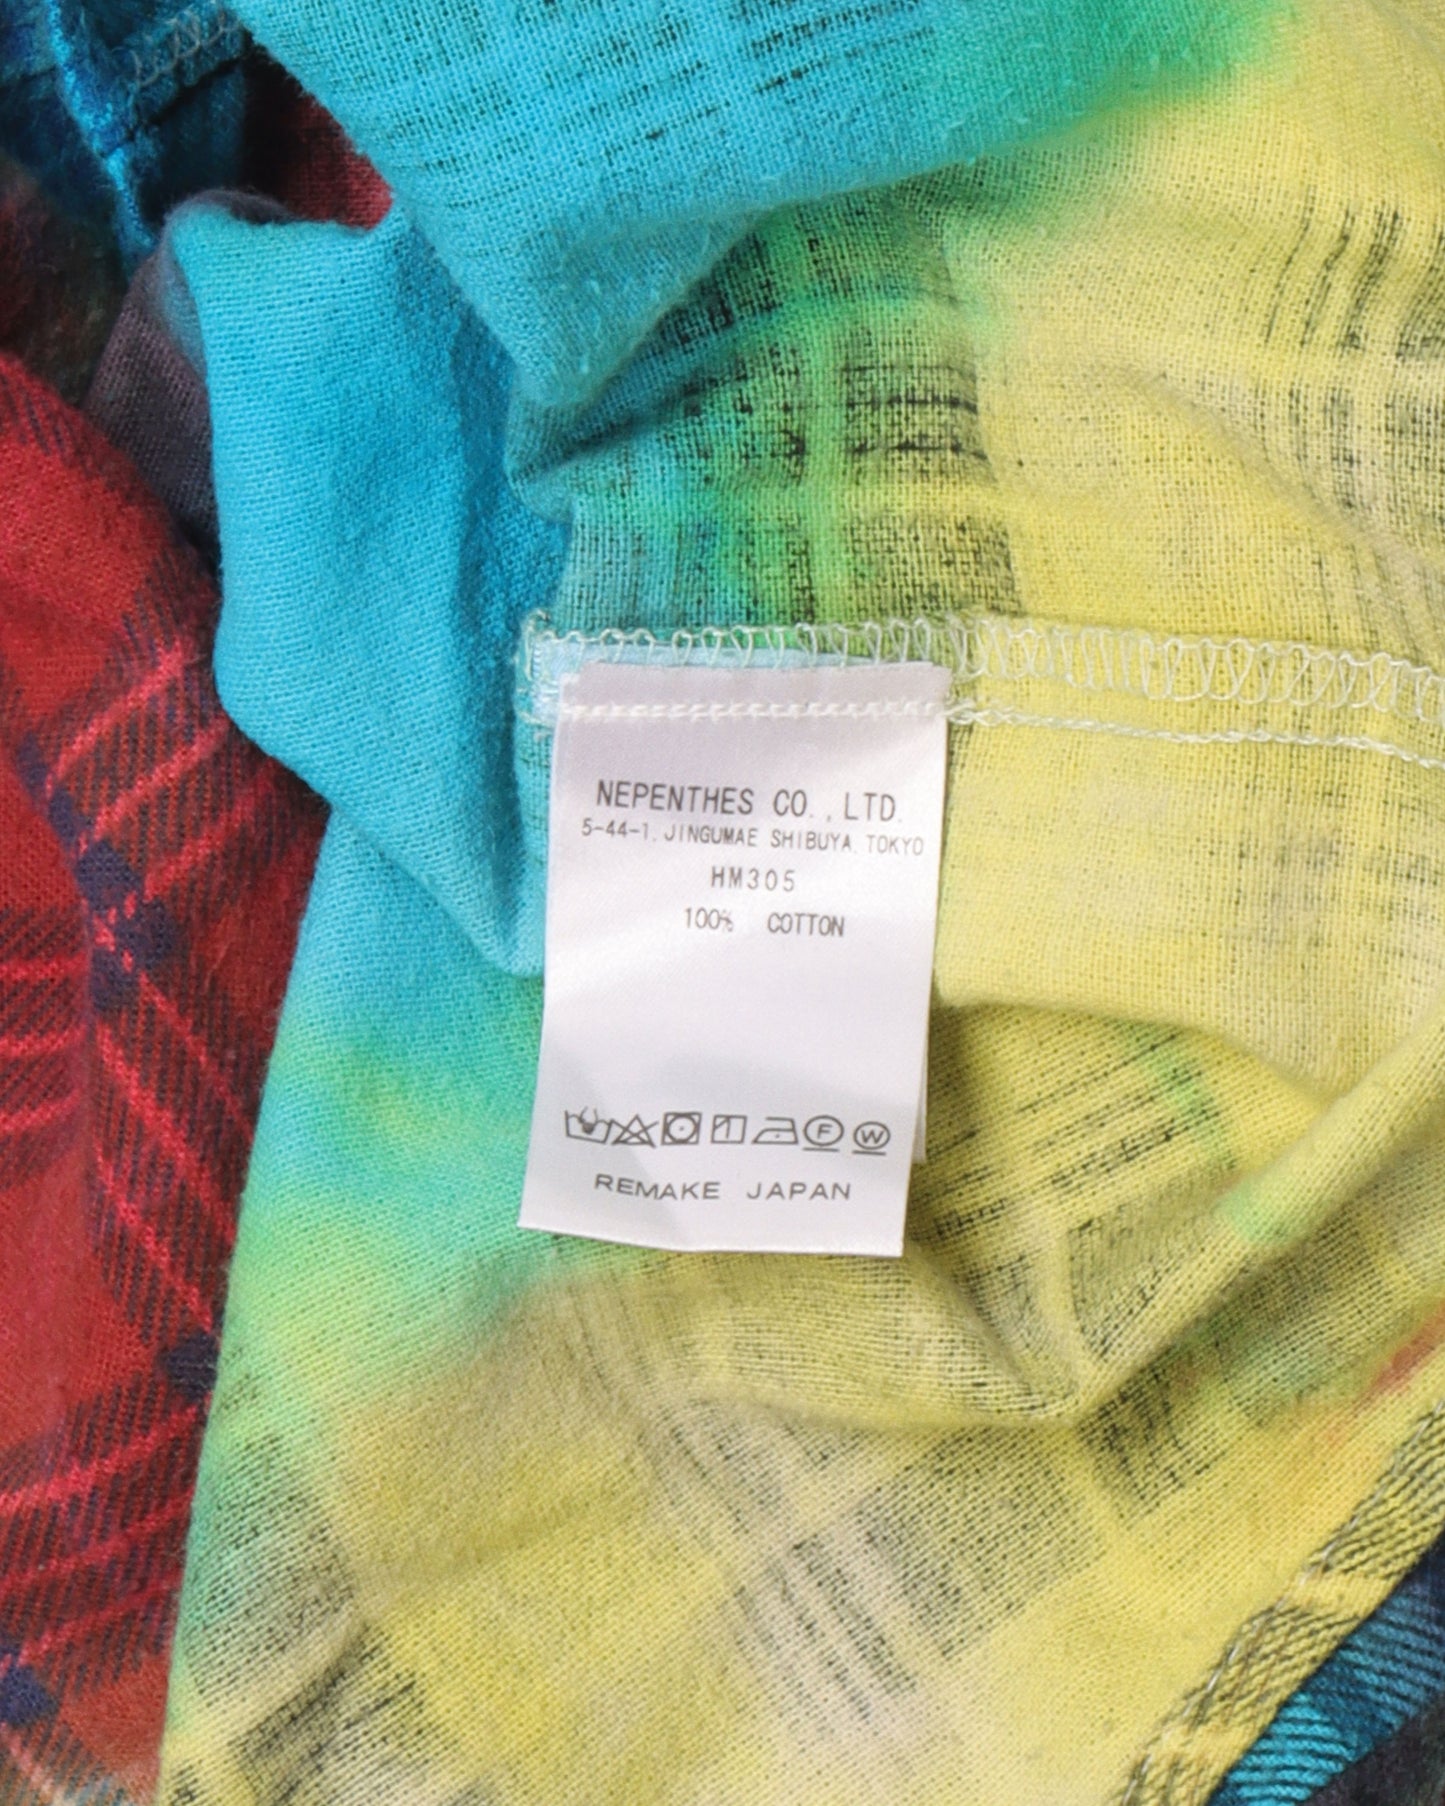 NEPENTHES CO.,LTD.
5-44-1.JINGUMAE SHIBUYA.TOKYO
HM305
100% COTTON
F W
REMAKE JAPAN